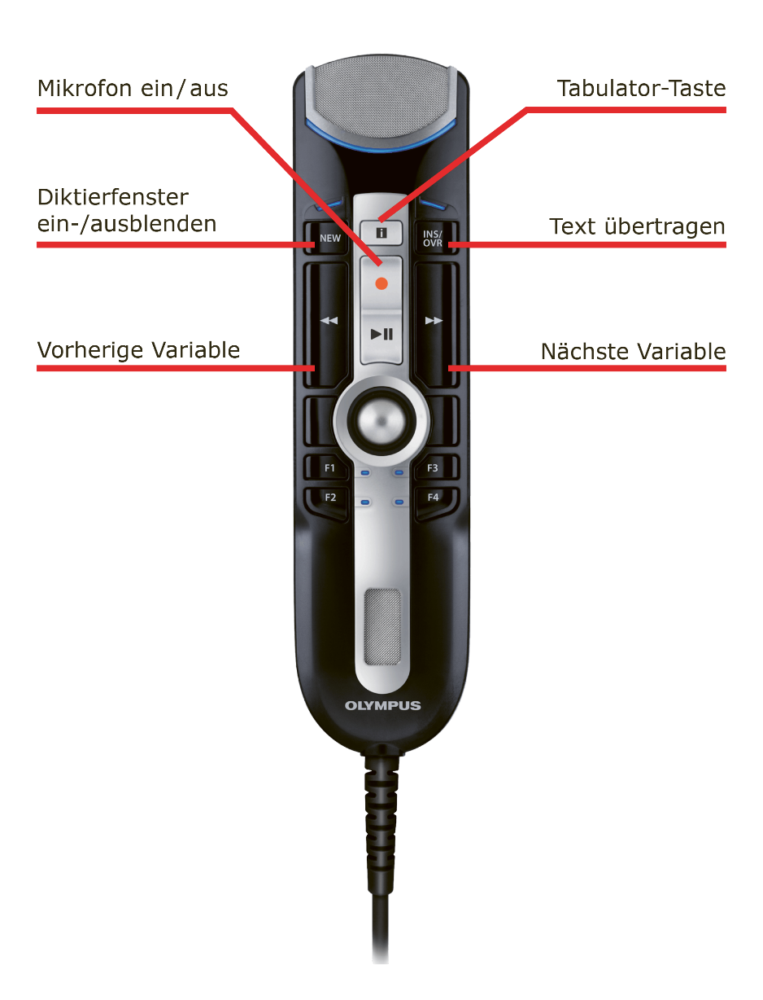 Mikrofon ein/aus
Tabulator-Taste
Diktierfenster
ein-/ausblenden
Text übertragen
NEW
i
INS/
OVR
Vorherige Variable
Nächste Variable
F1
F3
F2
F4
OLYMPUS